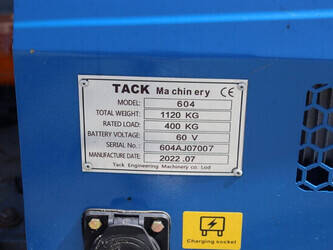 TACK Machinery CE
MODEL: 604
TOTAL WEIGHT: 1120 KG
RATED LOAD: 400 KG
BATTERY VOLTAGE: 60 V
SERIAL No.: 604AJ07007
MANUFACTURE DATE: 2022.07
Tack Engineering Machinery co. Lod
Charging socket